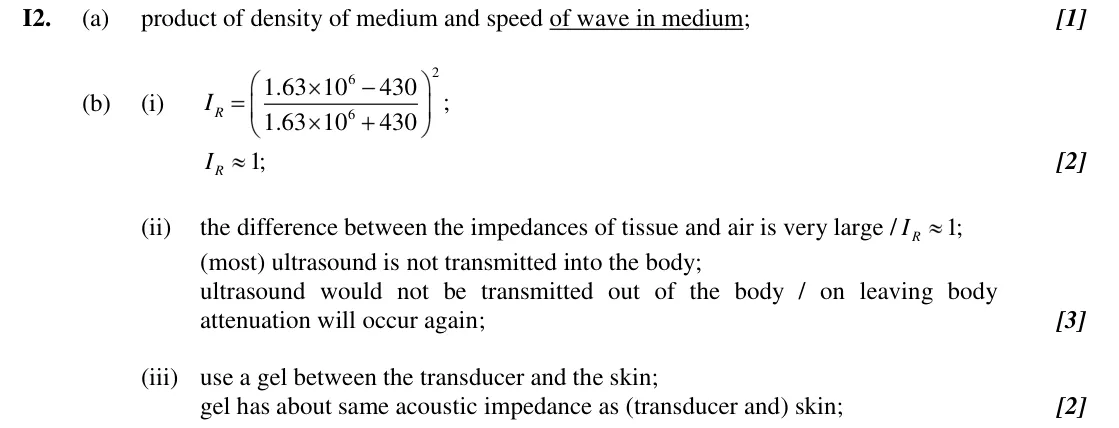 I2. (a) product of density of medium and speed of wave in medium; [1]
(b) (i) I_R = ( (1.63×10⁶ − 430) / (1.63×10⁶ + 430) )² ;
I_R ≈ 1; [2]
(ii) the difference between the impedances of tissue and air is very large / I_R ≈ 1;
(most) ultrasound is not transmitted into the body;
ultrasound would not be transmitted out of the body / on leaving body
attenuation will occur again; [3]
(iii) use a gel between the transducer and the skin;
gel has about same acoustic impedance as (transducer and) skin; [2]